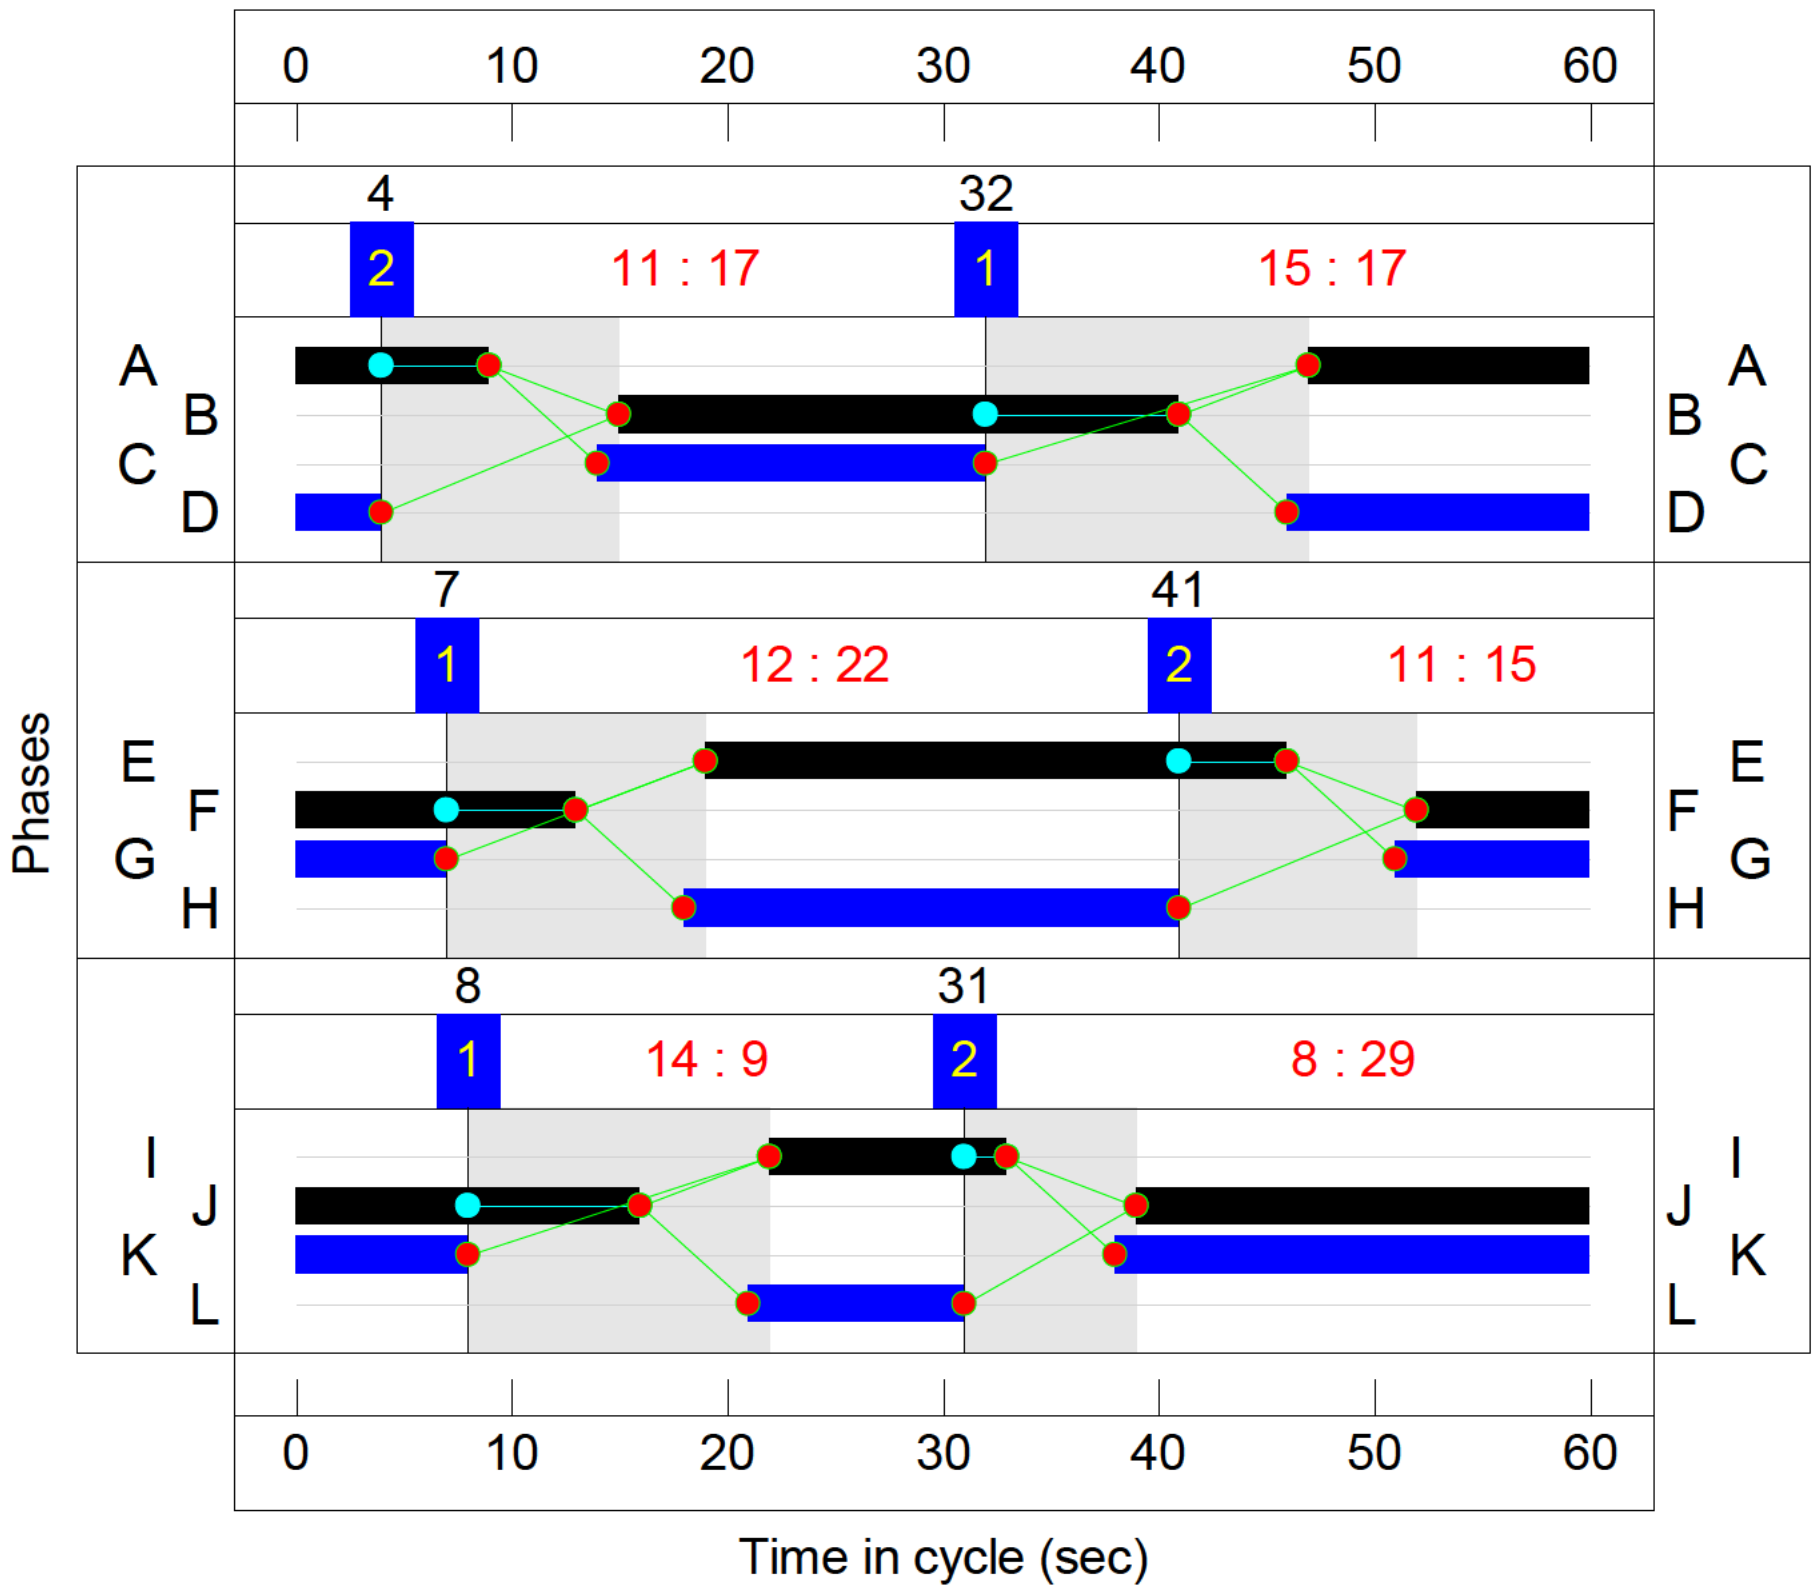 0 10 20 30 40 50 60
4 32
2 11 : 17 1 15 : 17
A A
B B
C C
D D
7 41
1 12 : 22 2 11 : 15
E E
F F
G G
H H
8 31
1 14 : 9 2 8 : 29
I I
J J
K K
L L
Phases
0 10 20 30 40 50 60
Time in cycle (sec)